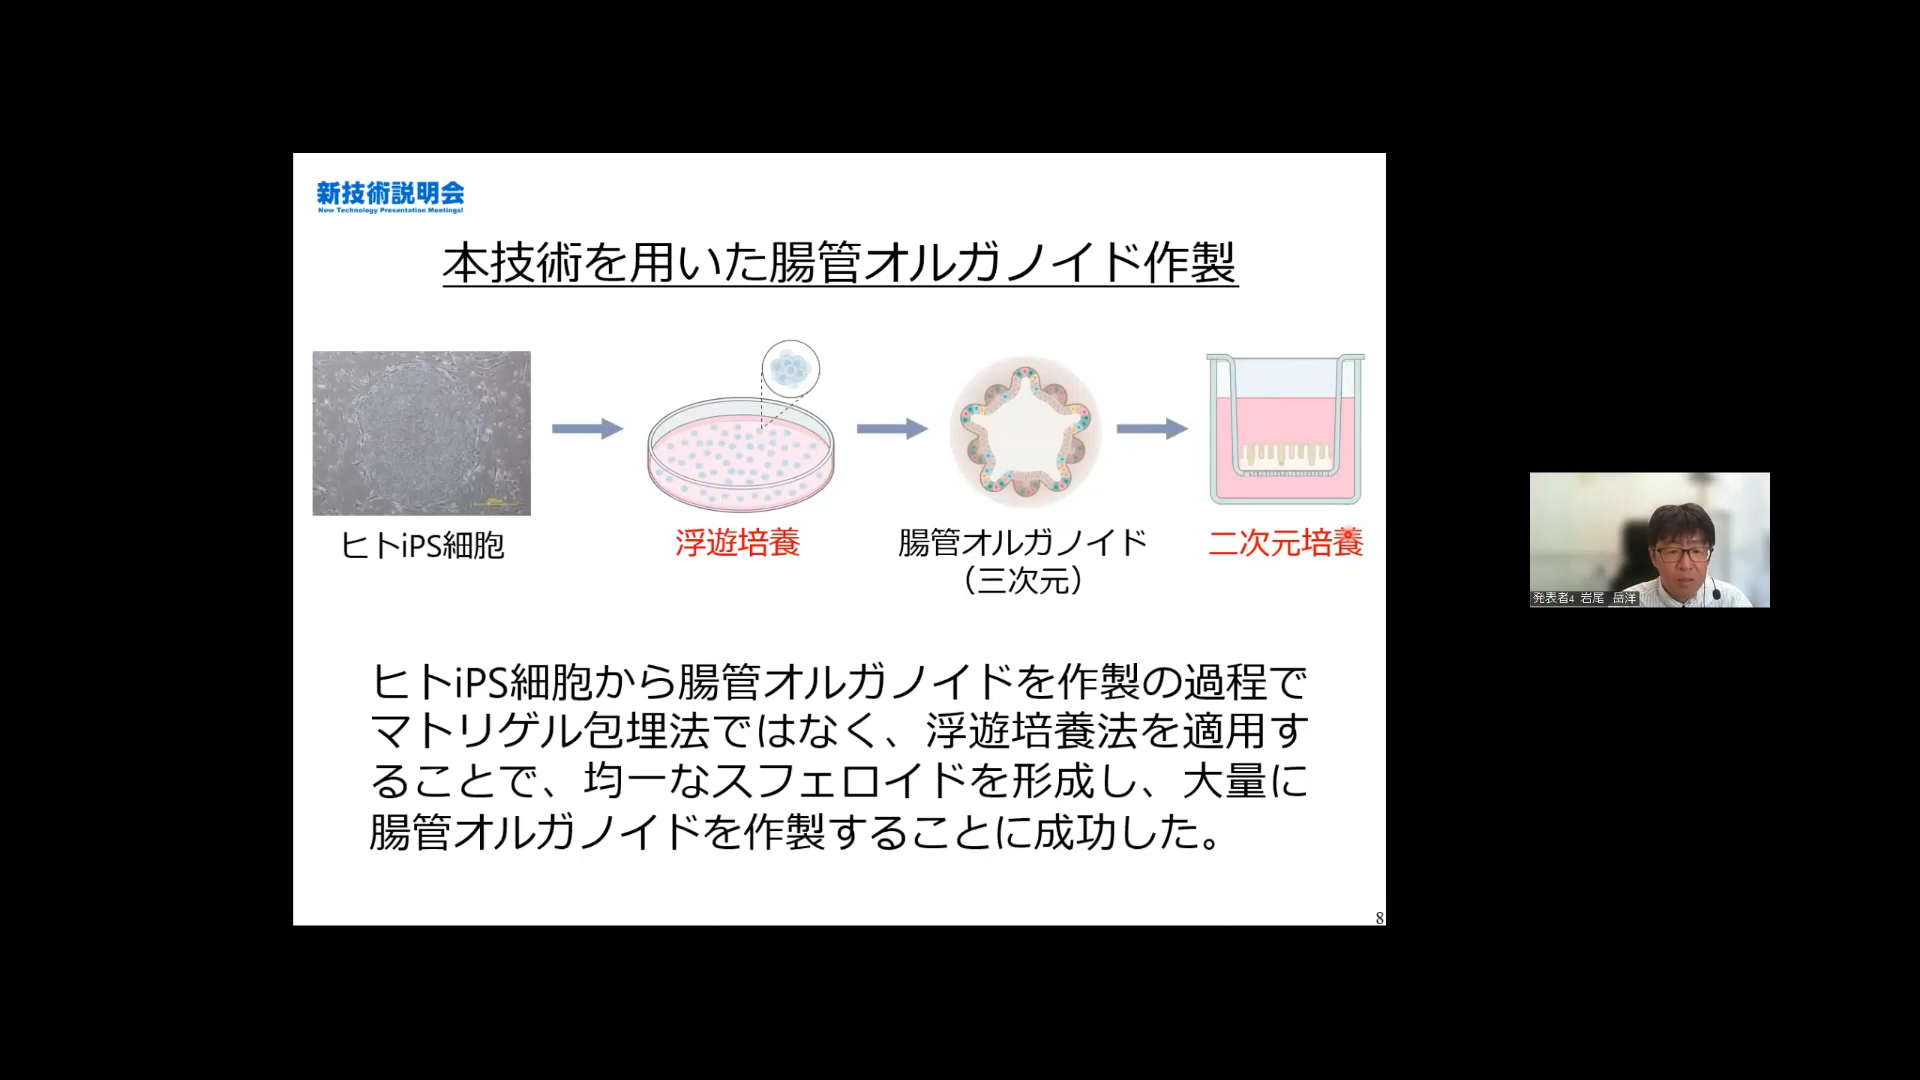 新技術説明会
New Technology Presentation Meetings!
本技術を用いた腸管オルガノイド作製
ヒトiPS細胞
浮遊培養
腸管オルガノイド
（三次元）
二次元培養
ヒトiPS細胞から腸管オルガノイドを作製の過程で
マトリゲル包埋法ではなく、浮遊培養法を適用す
ることで、均一なスフェロイドを形成し、大量に
腸管オルガノイドを作製することに成功した。
8
発表者4 岩尾 岳洋